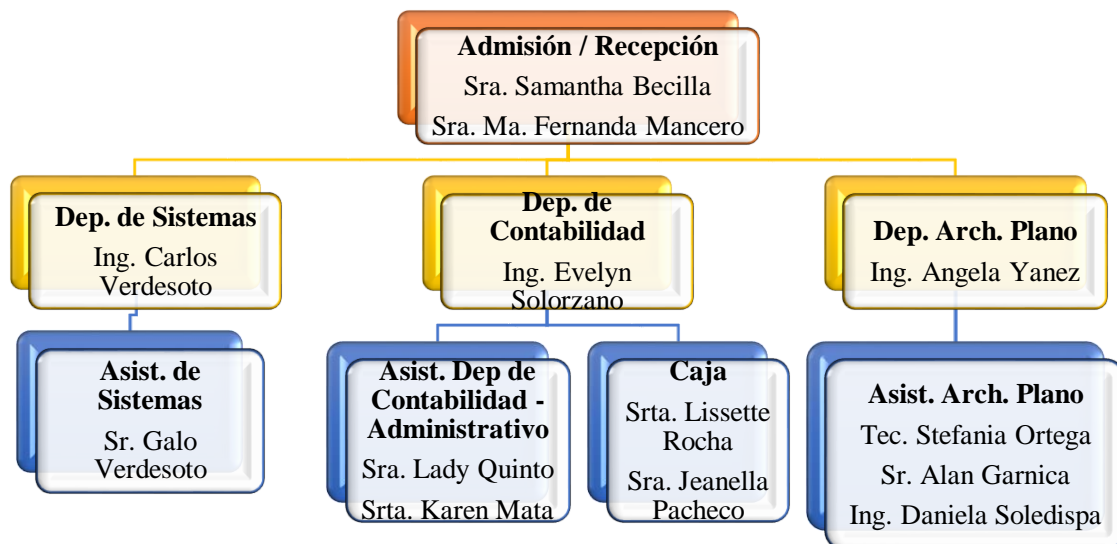 Admisión / Recepción
Sra. Samantha Becilla
Sra. Ma. Fernanda Mancero
Dep. de Sistemas
Ing. Carlos
Verdesoto
Dep. de
Contabilidad
Ing. Evelyn
Solorzano
Dep. Arch. Plano
Ing. Angela Yanez
Asist. de
Sistemas
Sr. Galo
Verdesoto
Asist. Dep de
Contabilidad -
Administrativo
Sra. Lady Quinto
Srta. Karen Mata
Caja
Srta. Lissette
Rocha
Sra. Jeanella
Pacheco
Asist. Arch. Plano
Tec. Stefania Ortega
Sr. Alan Garnica
Ing. Daniela Soledispa